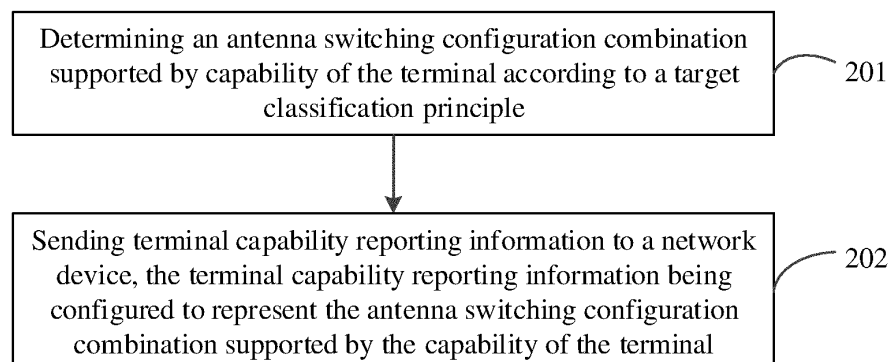 Determining an antenna switching configuration combination
supported by capability of the terminal according to a target
classification principle
201
Sending terminal capability reporting information to a network
device, the terminal capability reporting information being
configured to represent the antenna switching configuration
combination supported by the capability of the terminal
202